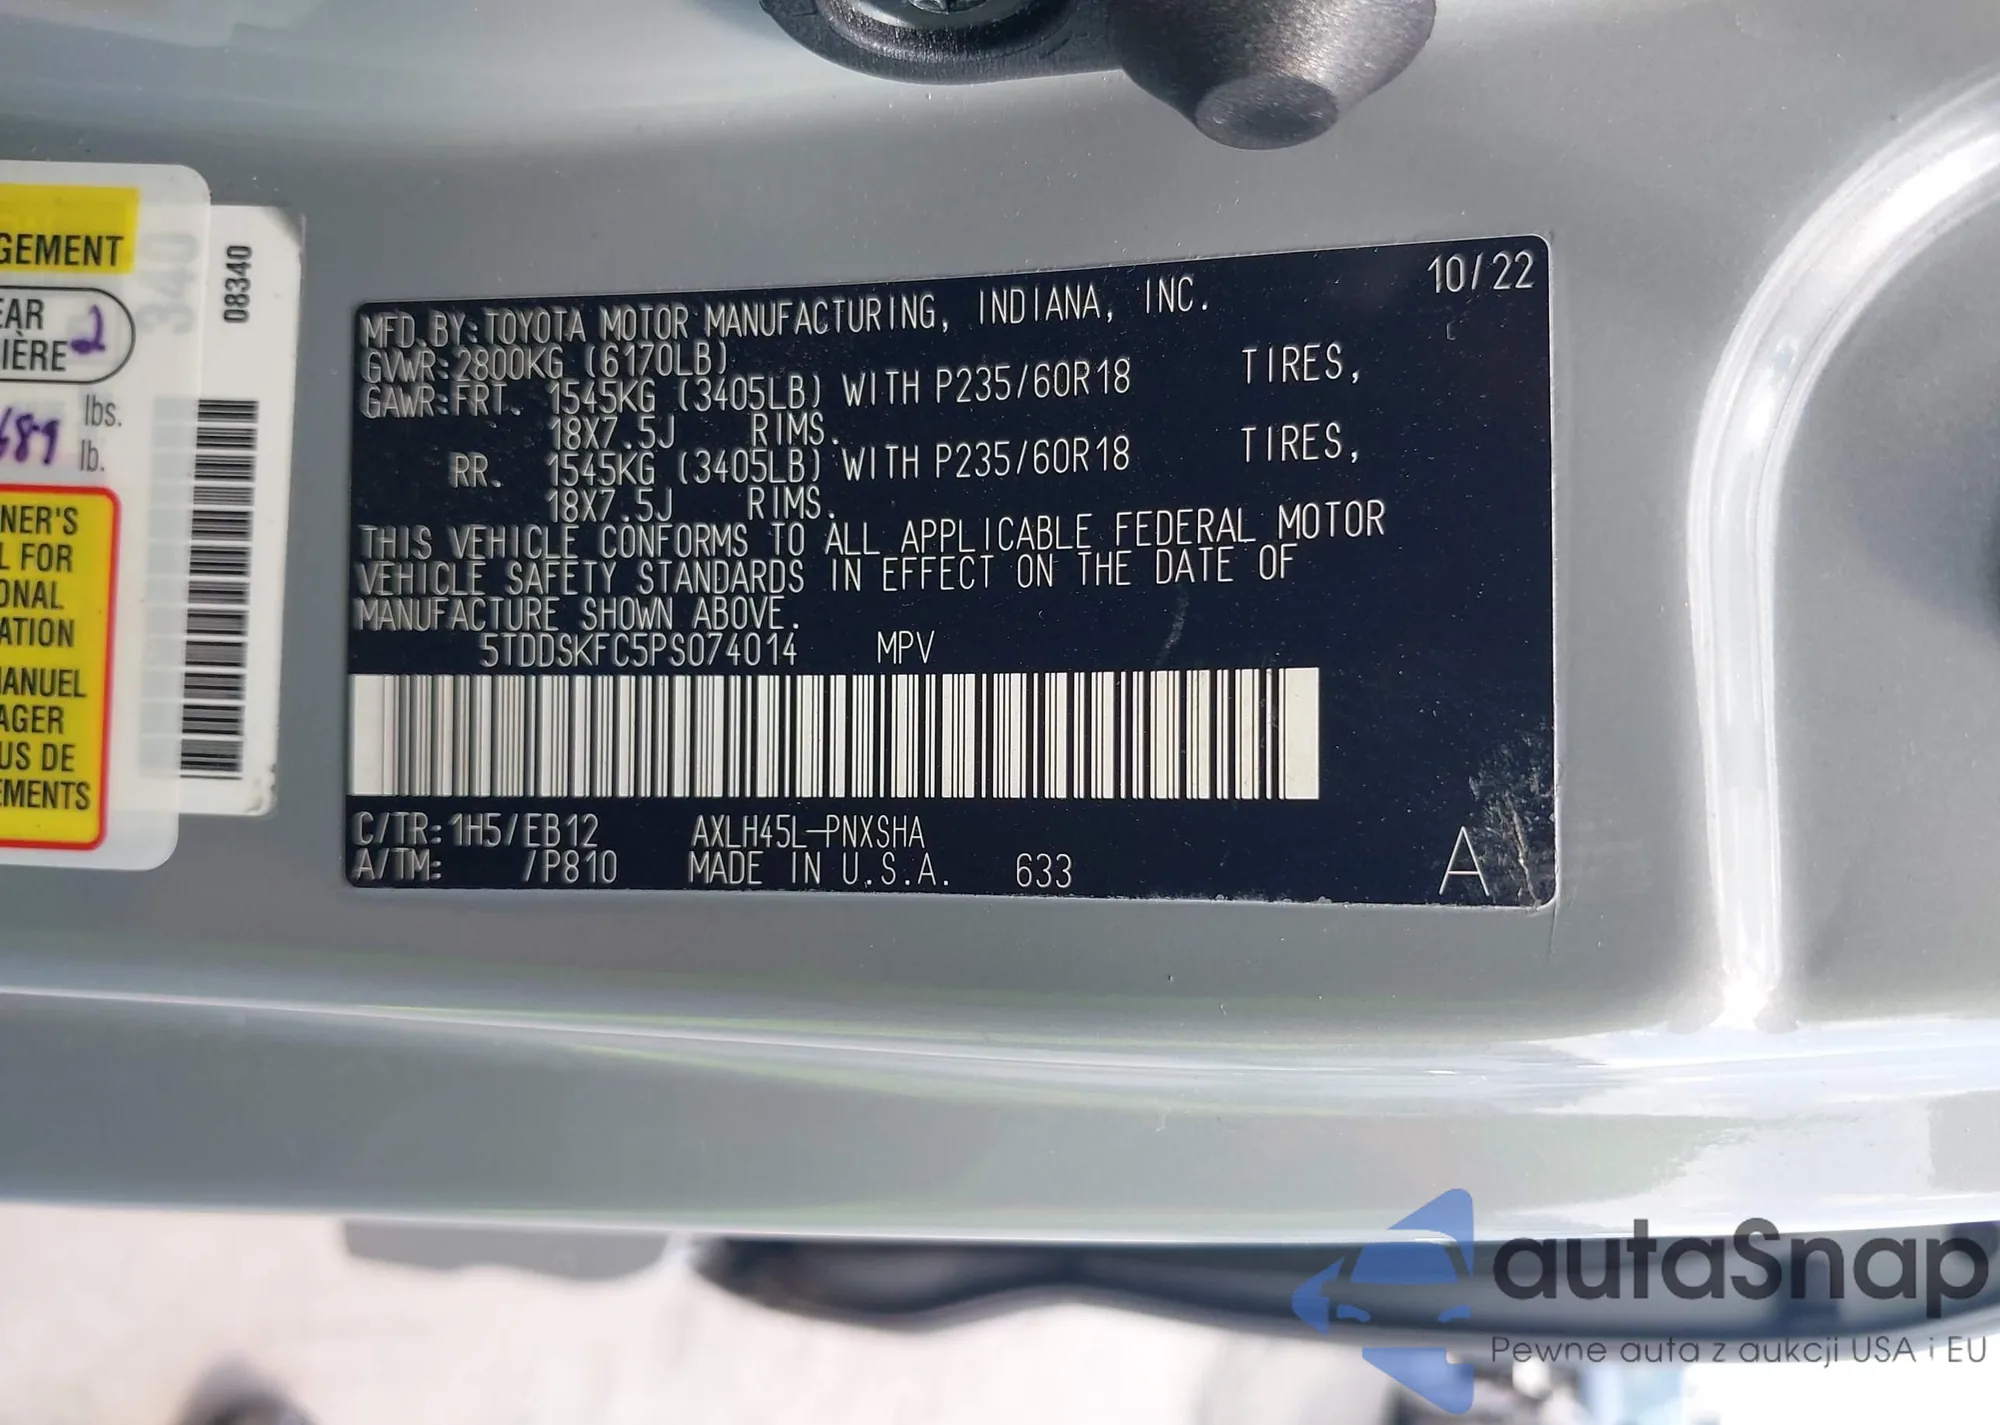 GEMENT
EAR
IÈRE 2
689 lbs.
lb.
NER'S
L FOR
ONAL
ATION
MANUEL
AGER
US DE
EMENTS
340
08340
10/22
MFD.BY:TOYOTA MOTOR MANUFACTURING, INDIANA, INC.
GVWR:2800KG (6170LB)
GAWR:FRT. 1545KG (3405LB) WITH P235/60R18 TIRES,
18X7.5J RIMS.
RR. 1545KG (3405LB) WITH P235/60R18 TIRES,
18X7.5J RIMS.
THIS VEHICLE CONFORMS TO ALL APPLICABLE FEDERAL MOTOR
VEHICLE SAFETY STANDARDS IN EFFECT ON THE DATE OF
MANUFACTURE SHOWN ABOVE.
5TDDSKFC5PS074014 MPV
C/TR:1H5/EB12 AXLH45L-PNXSHA
A/TM: /P810 MADE IN U.S.A. 633 A
autaSnap
Pewne auta z aukcji USA i EU